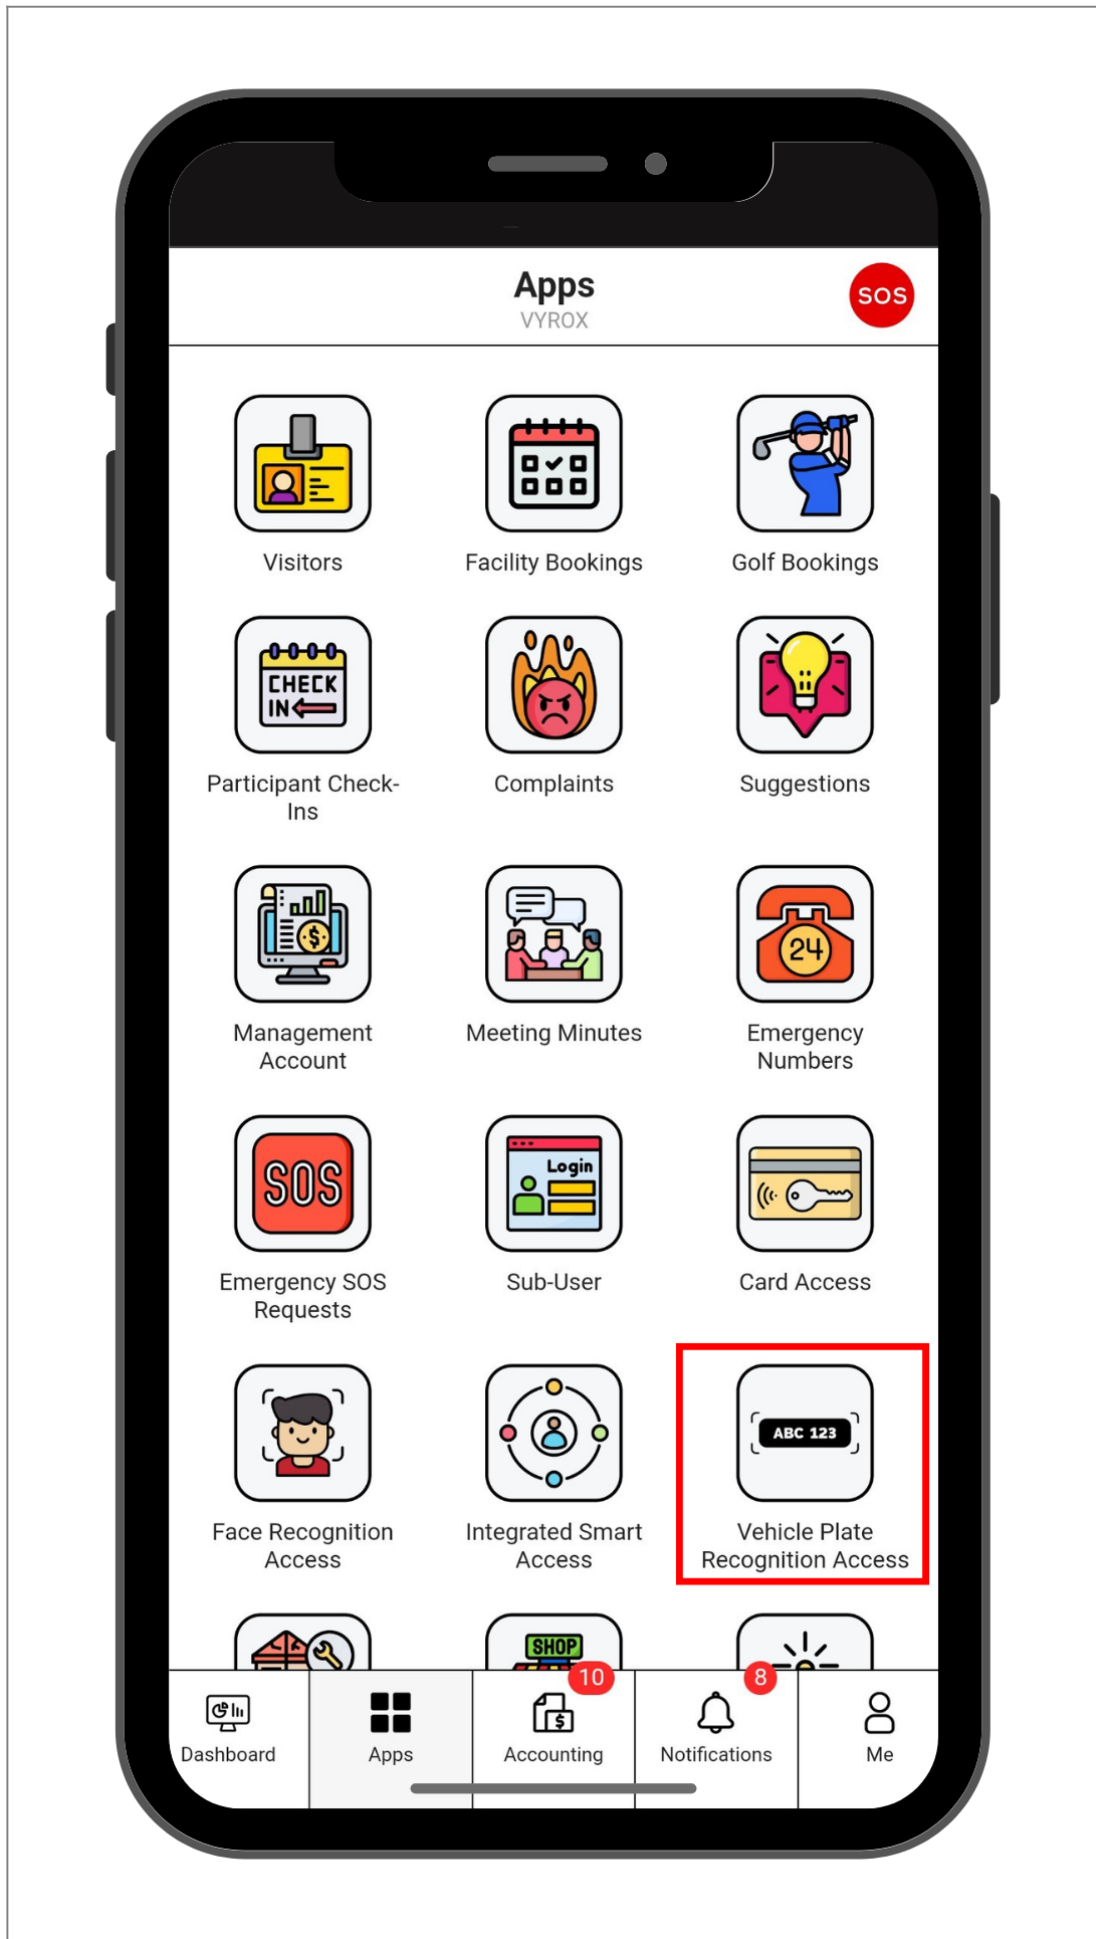 Apps
VYROX
SOS
Visitors
Facility Bookings
Golf Bookings
CHECK
IN
Participant Check-
Ins
Complaints
Suggestions
Management
Account
Meeting Minutes
24
Emergency
Numbers
SOS
Emergency SOS
Requests
Login
Sub-User
Card Access
Face Recognition
Access
Integrated Smart
Access
ABC 123
Vehicle Plate
Recognition Access
SHOP
10
8
Dashboard
Apps
Accounting
Notifications
Me